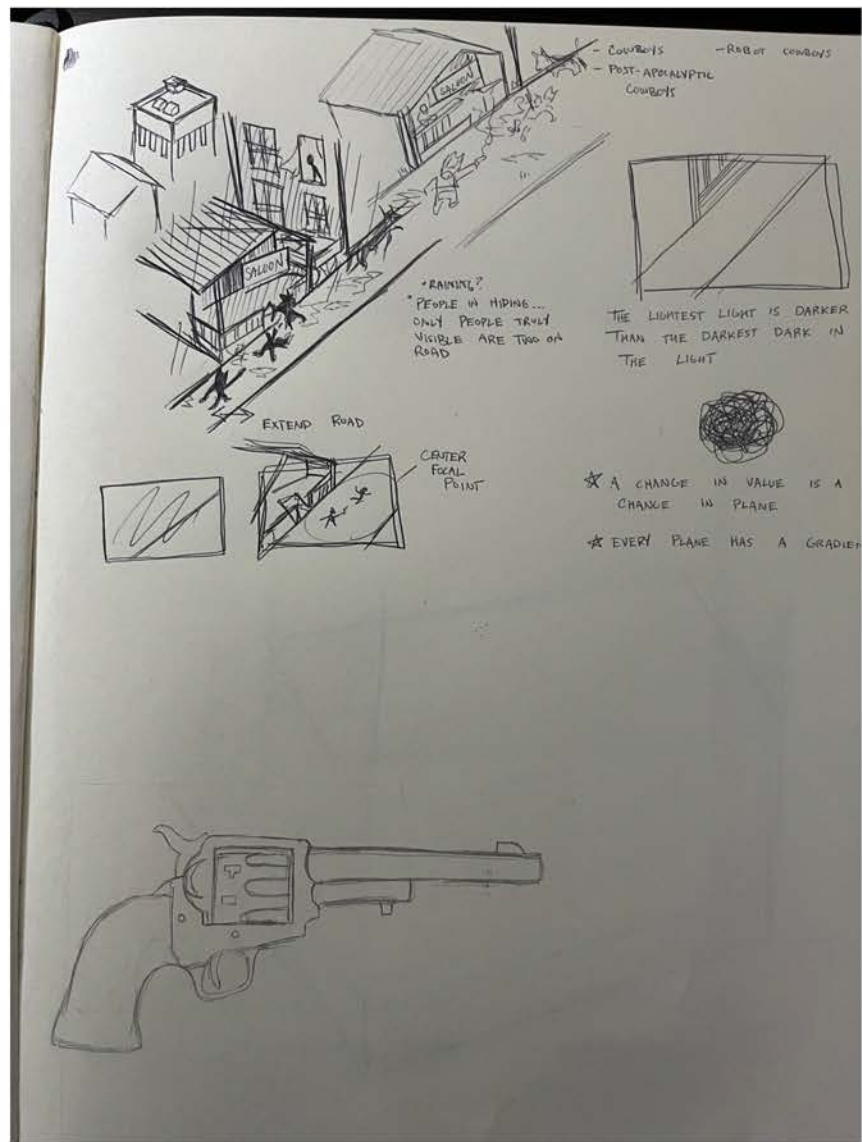 SALOON
- COWBOYS
- ROBOT COWBOYS
- POST-APOCALYPTIC
COWBOYS
SALOON
• RAINING?
• PEOPLE IN HIDING...
ONLY PEOPLE TRULY
VISIBLE ARE TWO ON
ROAD
THE LIGHTEST LIGHT IS DARKER
THAN THE DARKEST DARK IN
THE LIGHT
EXTEND ROAD
CENTER
FOCAL
POINT
☆ A CHANGE IN VALUE IS A
CHANGE IN PLANE
☆ EVERY PLANE HAS A GRADIEN